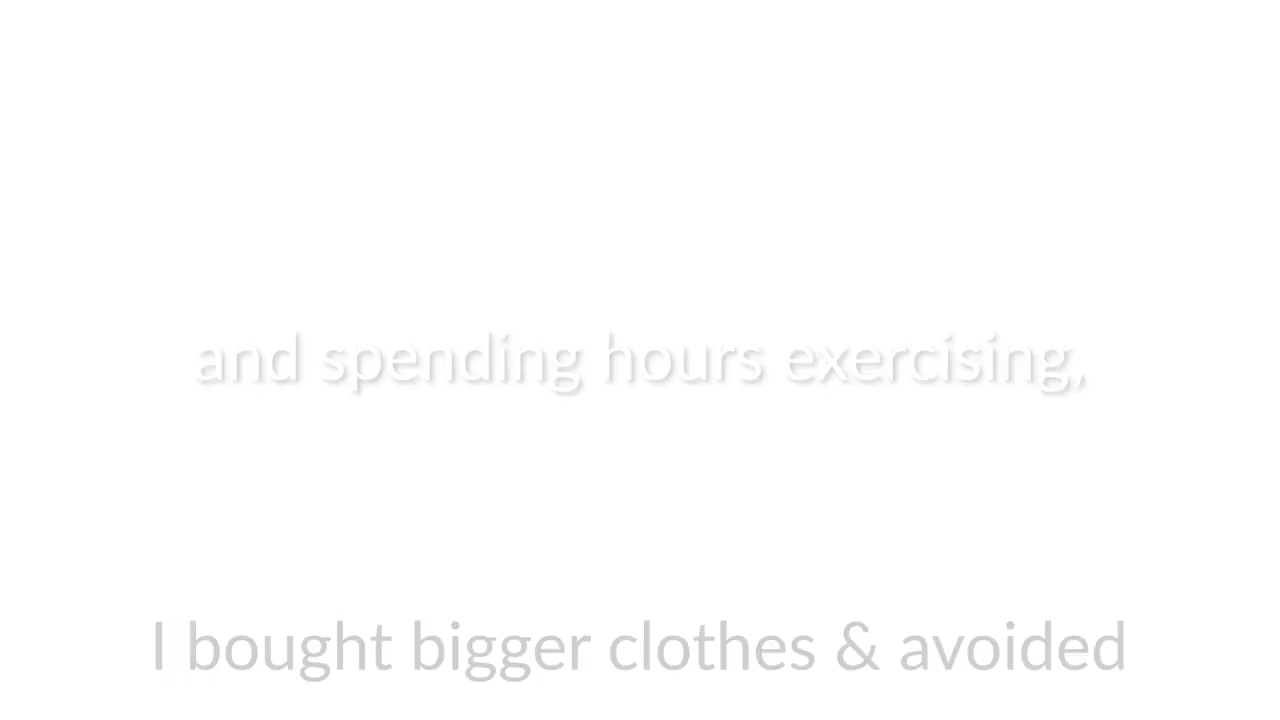 and spending hours exercising,
I bought bigger clothes & avoided